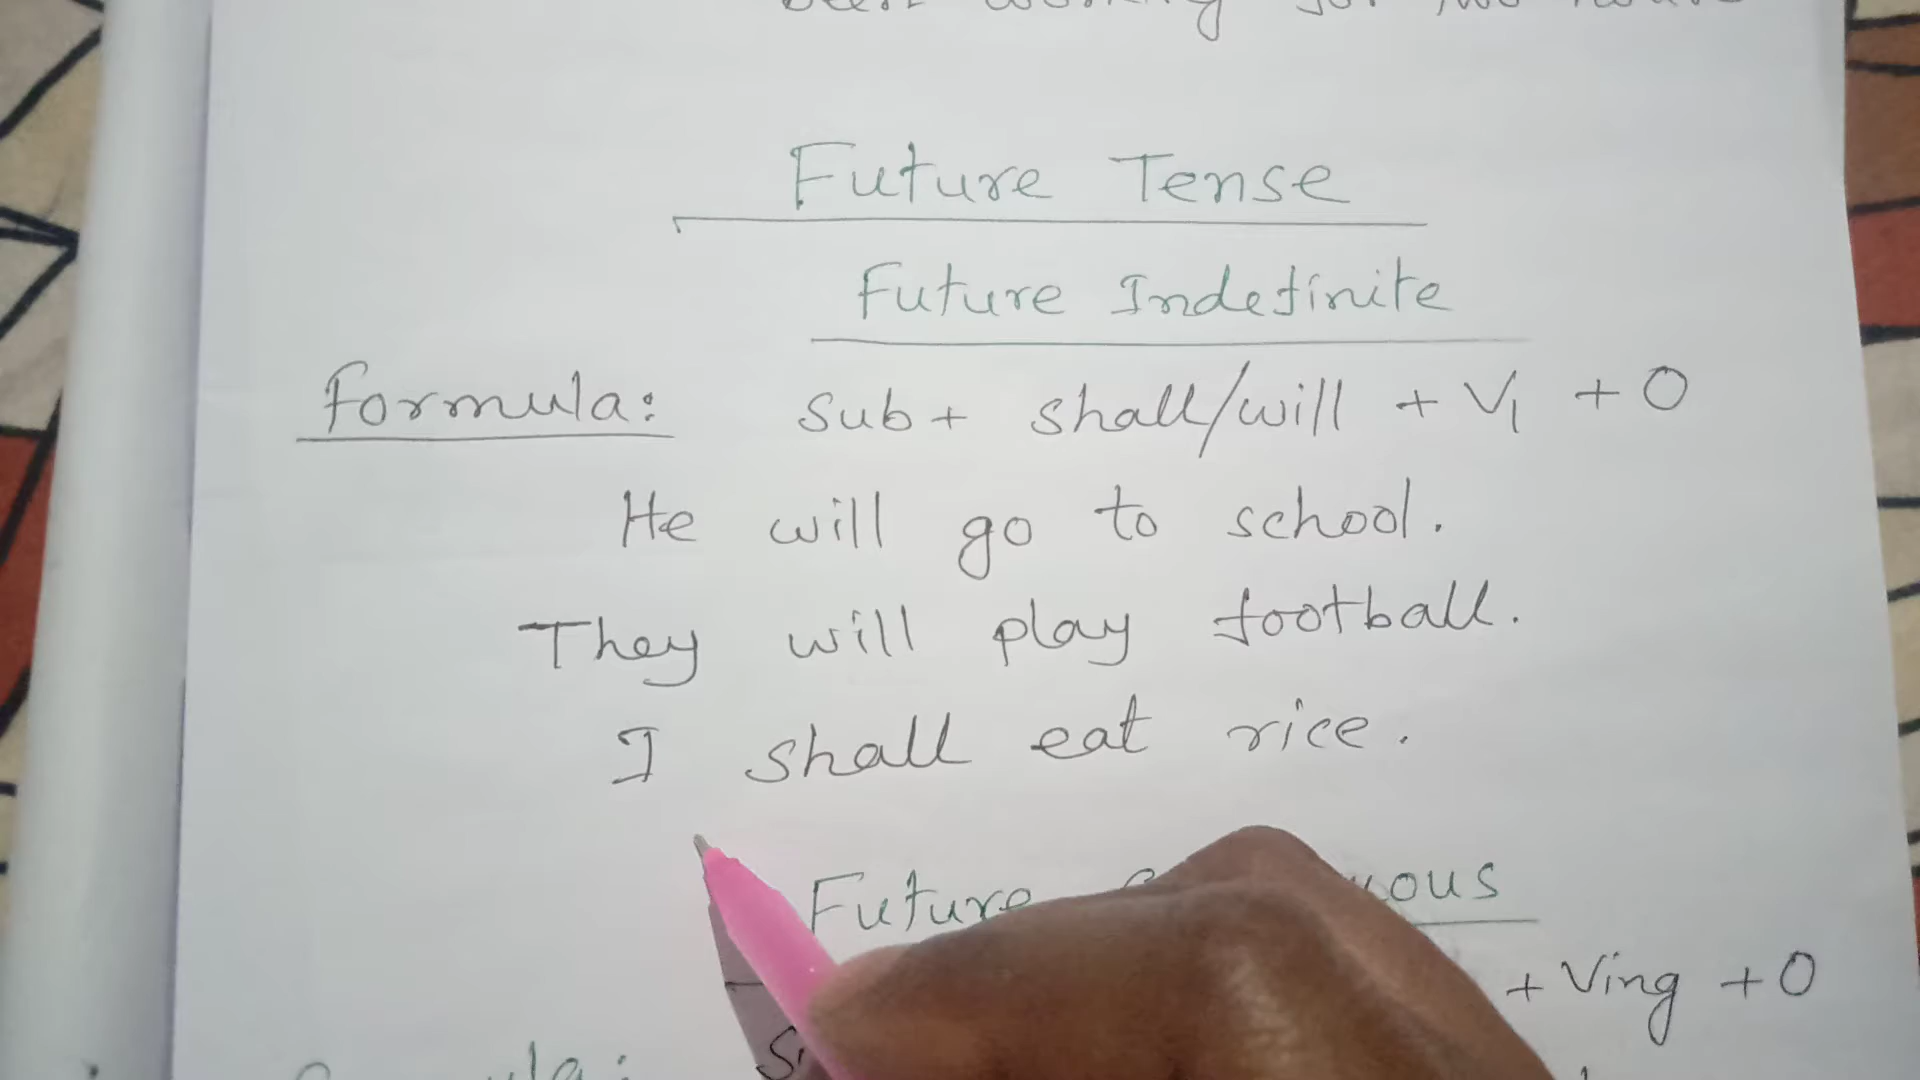 Future Tense
Future Indefinite
Formula: Sub + shall/will + V1 + O
He will go to school.
They will play football.
I shall eat rice.
Future
+ Ving + O